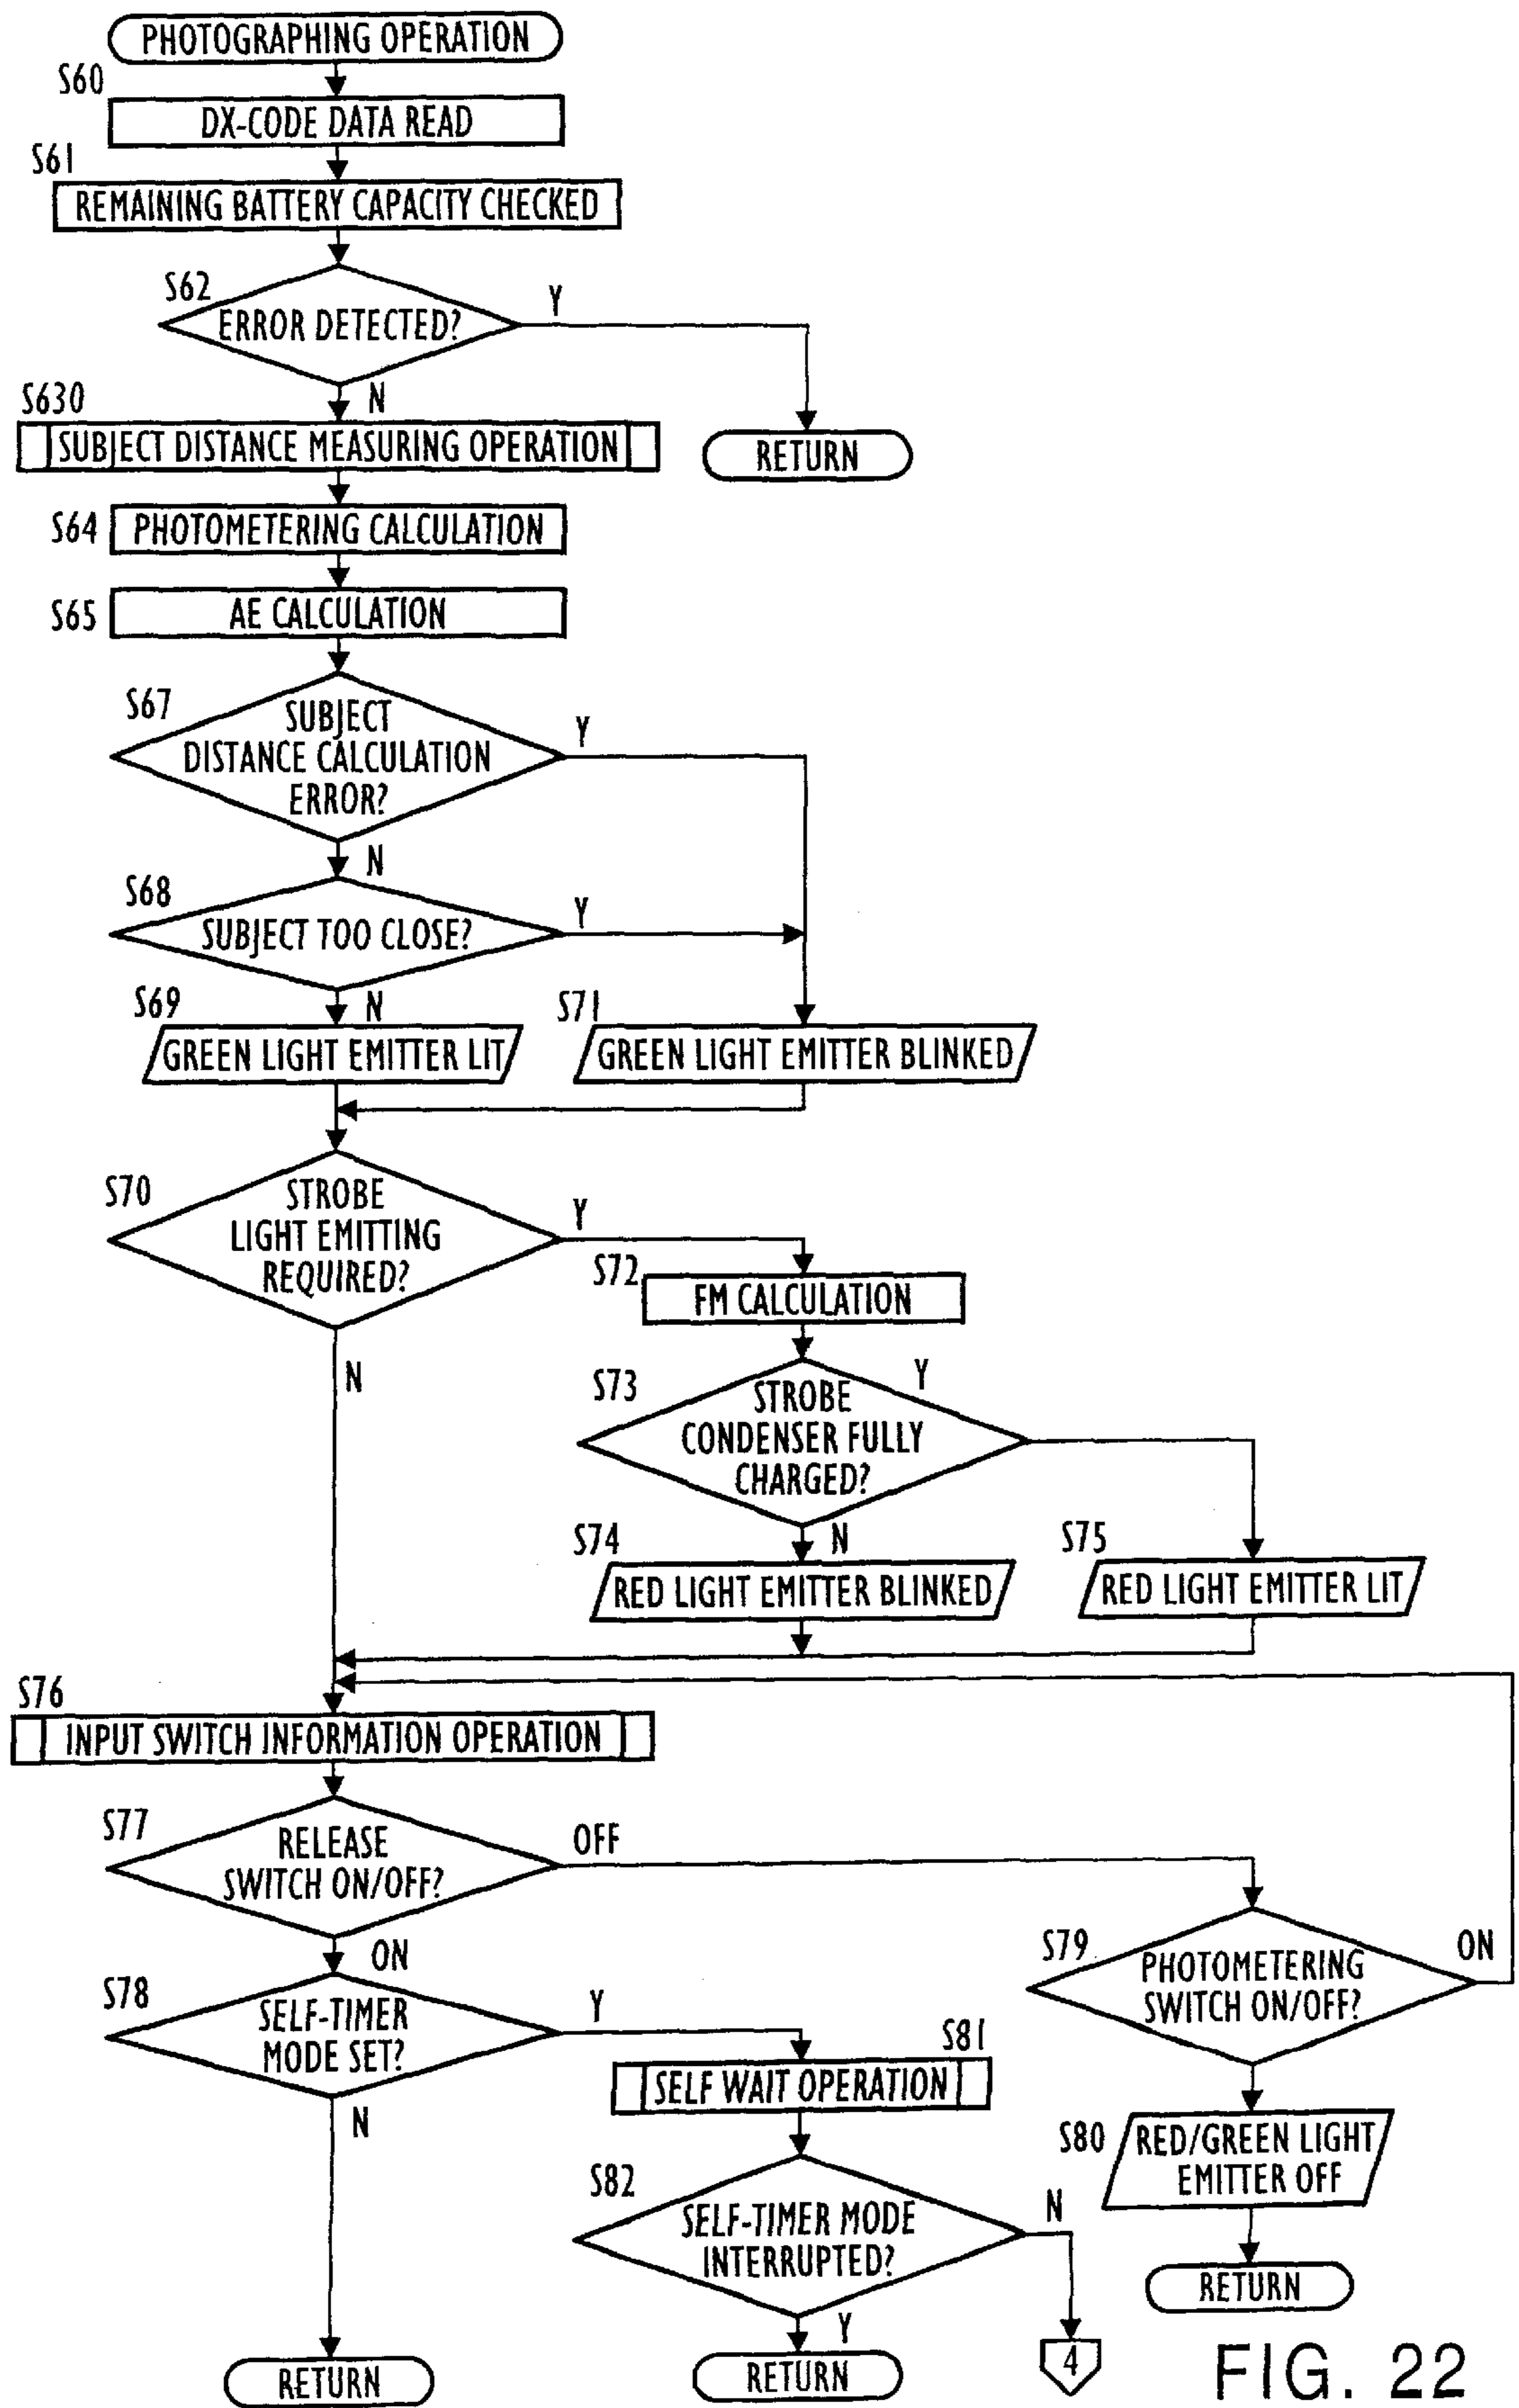 PHOTOGRAPHING OPERATION
S60
DX-CODE DATA READ
S61
REMAINING BATTERY CAPACITY CHECKED
S62
ERROR DETECTED?
Y
N
S630
SUBJECT DISTANCE MEASURING OPERATION
RETURN
S64
PHOTOMETERING CALCULATION
S65
AE CALCULATION
S67
SUBJECT
DISTANCE CALCULATION
ERROR?
Y
N
S68
SUBJECT TOO CLOSE?
Y
N
S69
GREEN LIGHT EMITTER LIT
S71
GREEN LIGHT EMITTER BLINKED
S70
STROBE
LIGHT EMITTING
REQUIRED?
Y
N
S72
FM CALCULATION
S73
STROBE
CONDENSER FULLY
CHARGED?
Y
N
S74
RED LIGHT EMITTER BLINKED
S75
RED LIGHT EMITTER LIT
S76
INPUT SWITCH INFORMATION OPERATION
S77
RELEASE
SWITCH ON/OFF?
OFF
ON
S79
PHOTOMETERING
SWITCH ON/OFF?
ON
S78
SELF-TIMER
MODE SET?
Y
N
S81
SELF WAIT OPERATION
S80
RED/GREEN LIGHT
EMITTER OFF
S82
SELF-TIMER MODE
INTERRUPTED?
N
Y
RETURN
RETURN
RETURN
4
FIG. 22